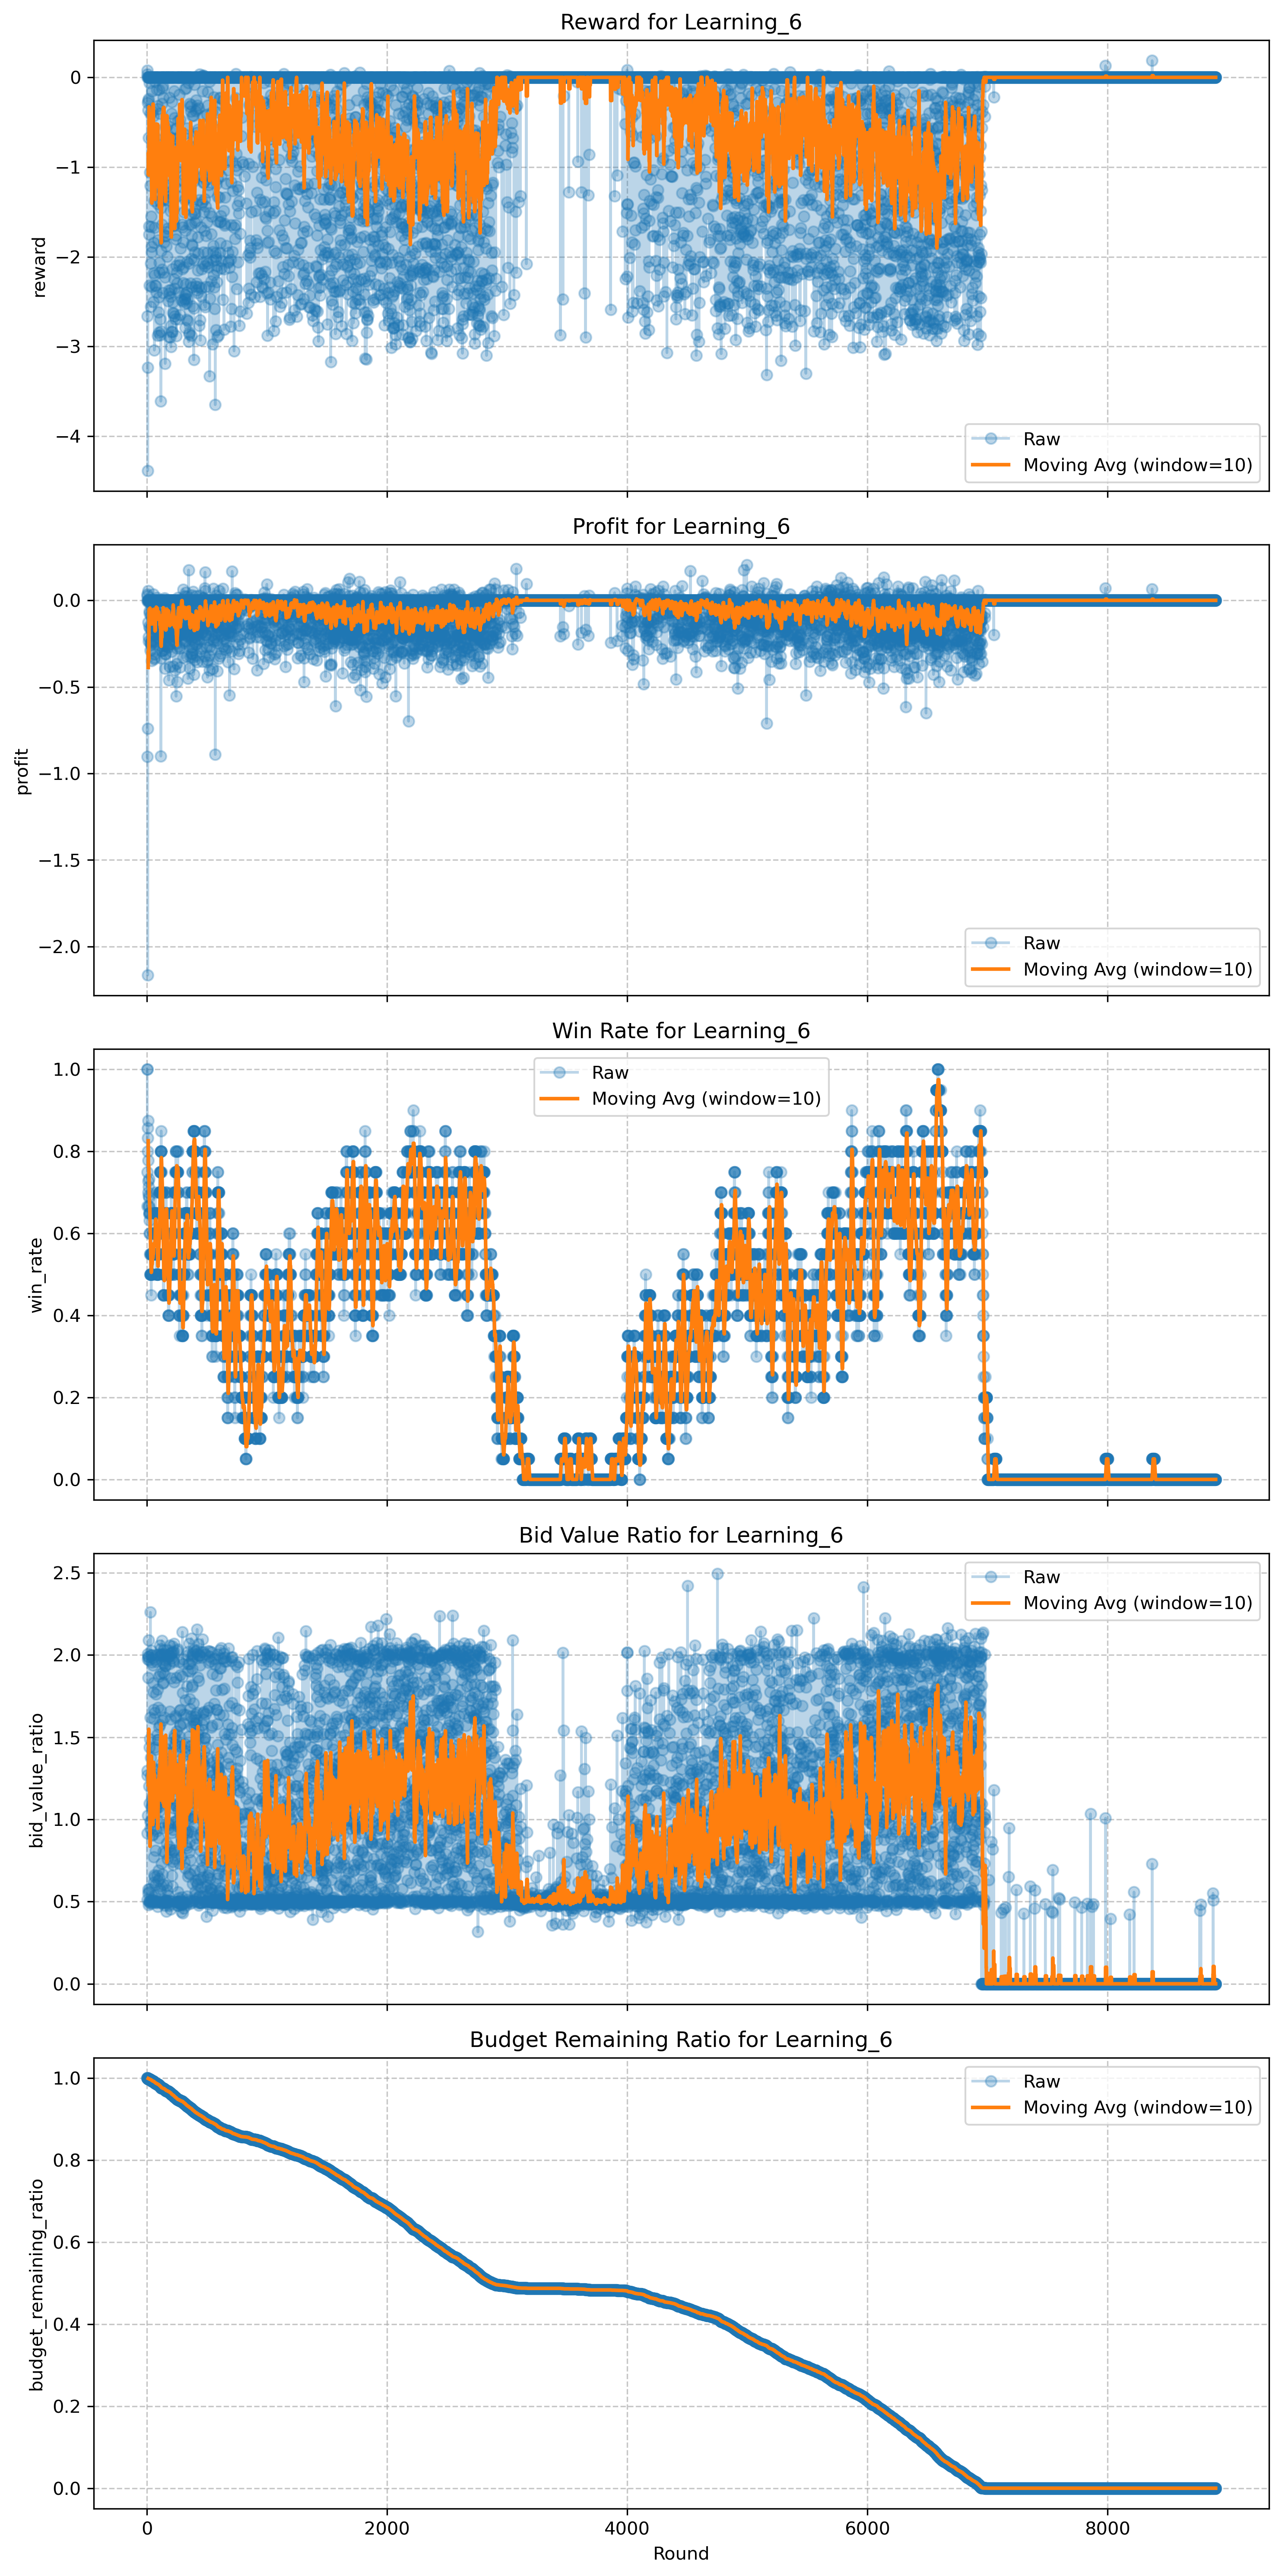 Reward for Learning_6
0
−1
−2
−3
−4
reward
Raw
Moving Avg (window=10)
Profit for Learning_6
0.0
−0.5
−1.0
−1.5
−2.0
profit
Raw
Moving Avg (window=10)
Win Rate for Learning_6
1.0
0.8
0.6
0.4
0.2
0.0
win_rate
Raw
Moving Avg (window=10)
Bid Value Ratio for Learning_6
2.5
2.0
1.5
1.0
0.5
0.0
bid_value_ratio
Raw
Moving Avg (window=10)
Budget Remaining Ratio for Learning_6
1.0
0.8
0.6
0.4
0.2
0.0
budget_remaining_ratio
Raw
Moving Avg (window=10)
0 2000 4000 6000 8000
Round